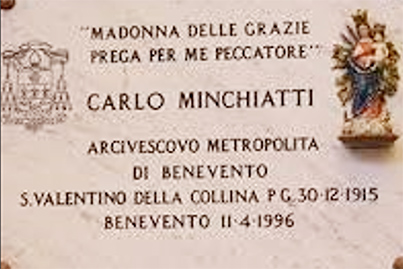 "MADONNA DELLE GRAZIE
PREGA PER ME PECCATORE"
CARLO MINCHIATTI
ARCIVESCOVO METROPOLITA
DI BENEVENTO
S. VALENTINO DELLA COLLINA PG. 30-12-1915
BENEVENTO 11-4-1996